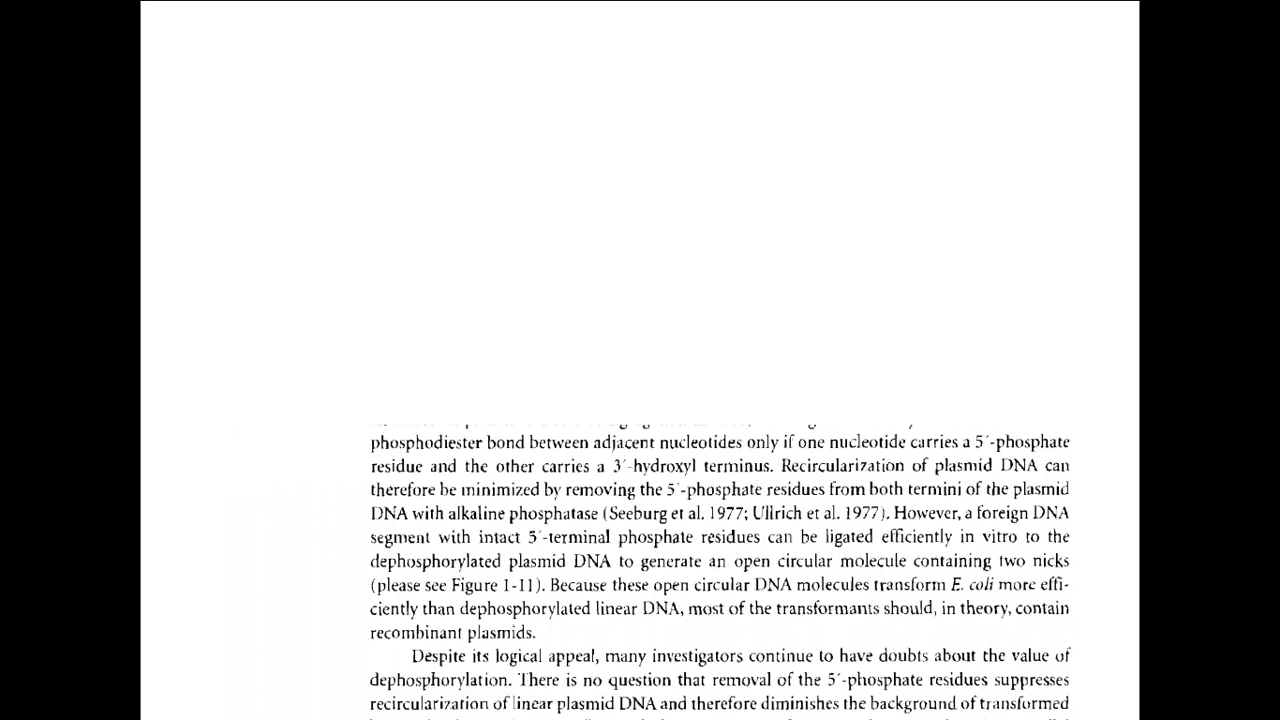 phosphodiester bond between adjacent nucleotides only if one nucleotide carries a 5´-phosphate
residue and the other carries a 3´-hydroxyl terminus. Recircularization of plasmid DNA can
therefore be minimized by removing the 5´-phosphate residues from both termini of the plasmid
DNA with alkaline phosphatase (Seeburg et al. 1977; Ullrich et al. 1977). However, a foreign DNA
segment with intact 5´-terminal phosphate residues can be ligated efficiently in vitro to the
dephosphorylated plasmid DNA to generate an open circular molecule containing two nicks
(please see Figure 1-11). Because these open circular DNA molecules transform E. coli more effi-
ciently than dephosphorylated linear DNA, most of the transformants should, in theory, contain
recombinant plasmids.
Despite its logical appeal, many investigators continue to have doubts about the value of
dephosphorylation. There is no question that removal of the 5´-phosphate residues suppresses
recircularization of linear plasmid DNA and therefore diminishes the background of transformed